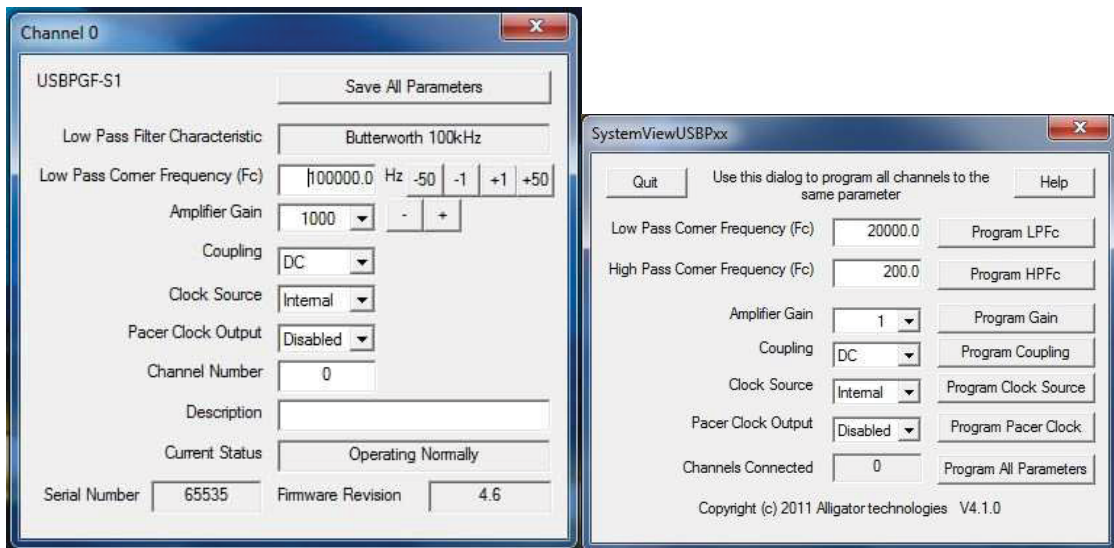 Channel 0
USBPGF-S1
Save All Parameters
Low Pass Filter Characteristic Butterworth 100kHz
Low Pass Corner Frequency (Fc) 100000.0 Hz -50 -1 +1 +50
Amplifier Gain 1000 - +
Coupling DC
Clock Source Internal
Pacer Clock Output Disabled
Channel Number 0
Description
Current Status Operating Normally
Serial Number 65535 Firmware Revision 4.6
SystemViewUSBPxx
Quit
Use this dialog to program all channels to the
same parameter
Help
Low Pass Corner Frequency (Fc) 20000.0 Program LPFc
High Pass Corner Frequency (Fc) 200.0 Program HPFc
Amplifier Gain 1 Program Gain
Coupling DC Program Coupling
Clock Source Internal Program Clock Source
Pacer Clock Output Disabled Program Pacer Clock
Channels Connected 0 Program All Parameters
Copyright (c) 2011 Alligator technologies V4.1.0